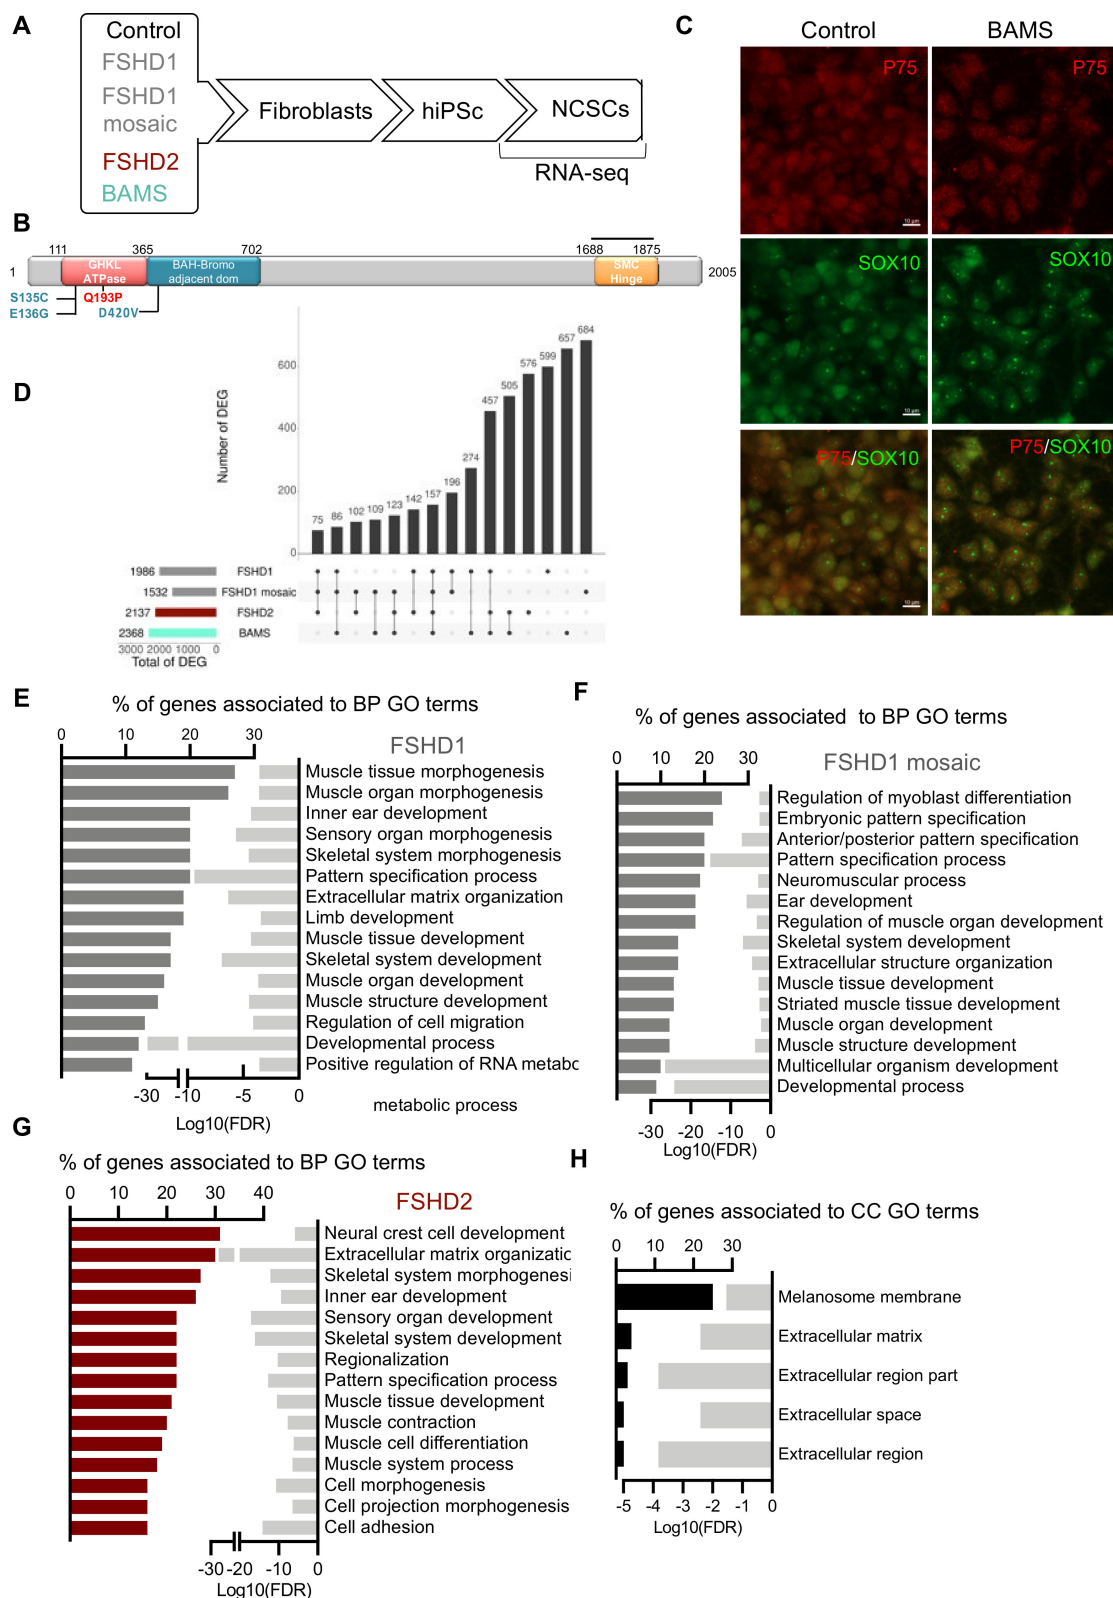 A
Control
FSHD1
FSHD1
mosaic
FSHD2
BAMS
Fibroblasts
hiPSc
NCSCs
RNA-seq
B
111
365
702
1688
1875
1
GHKL
ATPase
BAH-Bromo
adjacent dom
SMC
Hinge
2005
S135C
E136G
Q193P
D420V
C
Control
BAMS
P75
P75
10 µm
SOX10
SOX10
10 µm
P75/SOX10
P75/SOX10
10 µm
D
Number of DEG
600
400
200
0
75
86
102
109
123
142
157
196
274
457
505
576
599
657
684
1986
FSHD1
1532
FSHD1 mosaic
2137
FSHD2
2368
BAMS
3000 2000 1000 0
Total of DEG
E
% of genes associated to BP GO terms
0 10 20 30
FSHD1
Muscle tissue morphogenesis
Muscle organ morphogenesis
Inner ear development
Sensory organ morphogenesis
Skeletal system morphogenesis
Pattern specification process
Extracellular matrix organization
Limb development
Muscle tissue development
Skeletal system development
Muscle organ development
Muscle structure development
Regulation of cell migration
Developmental process
Positive regulation of RNA metabc
metabolic process
-30 -10 -5 0
Log10(FDR)
F
% of genes associated to BP GO terms
0 10 20 30
FSHD1 mosaic
Regulation of myoblast differentiation
Embryonic pattern specification
Anterior/posterior pattern specification
Pattern specification process
Neuromuscular process
Ear development
Regulation of muscle organ development
Skeletal system development
Extracellular structure organization
Muscle tissue development
Striated muscle tissue development
Muscle organ development
Muscle structure development
Multicellular organism development
Developmental process
-30 -20 -10 0
Log10(FDR)
G
% of genes associated to BP GO terms
0 10 20 30 40
FSHD2
Neural crest cell development
Extracellular matrix organizatic
Skeletal system morphogenesi
Inner ear development
Sensory organ development
Skeletal system development
Regionalization
Pattern specification process
Muscle tissue development
Muscle contraction
Muscle cell differentiation
Muscle system process
Cell morphogenesis
Cell projection morphogenesis
Cell adhesion
-30 -20 -10 0
Log10(FDR)
H
% of genes associated to CC GO terms
0 10 20 30
Melanosome membrane
Extracellular matrix
Extracellular region part
Extracellular space
Extracellular region
-5 -4 -3 -2 -1 0
Log10(FDR)